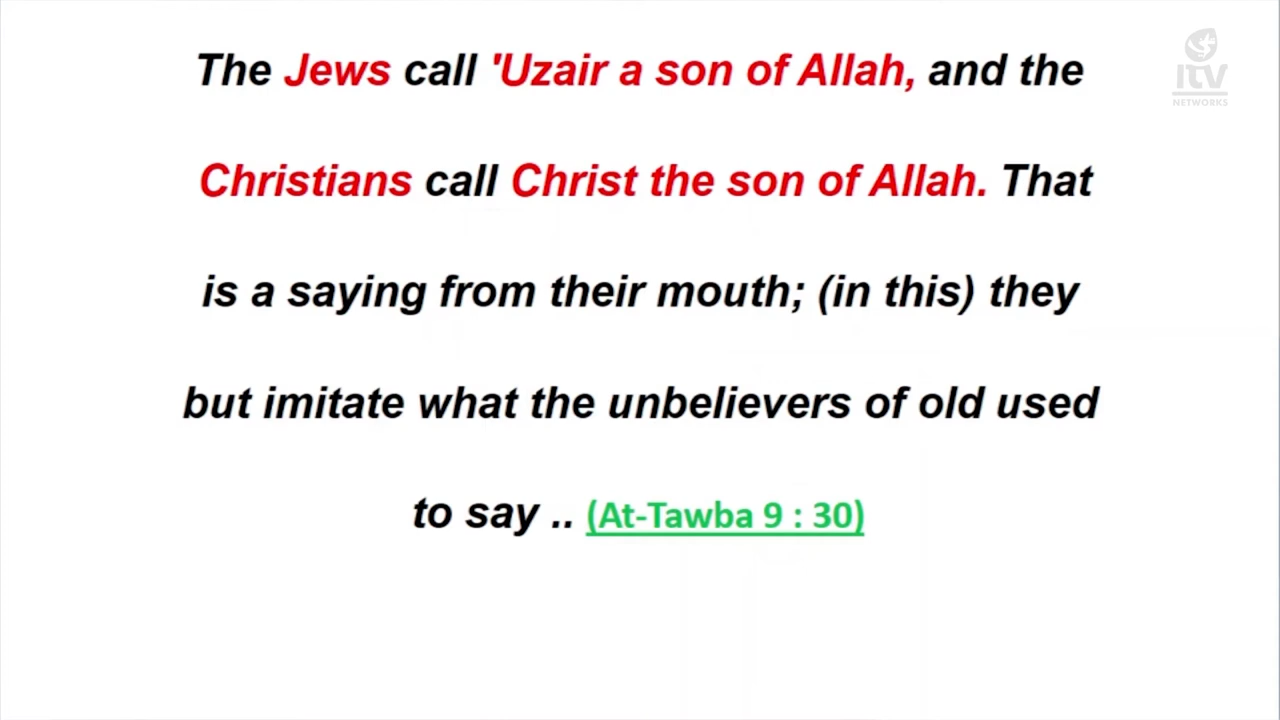 The Jews call 'Uzair a son of Allah, and the
Christians call Christ the son of Allah. That
is a saying from their mouth; (in this) they
but imitate what the unbelievers of old used
to say .. (At-Tawba 9 : 30)
ITV
NETWORKS